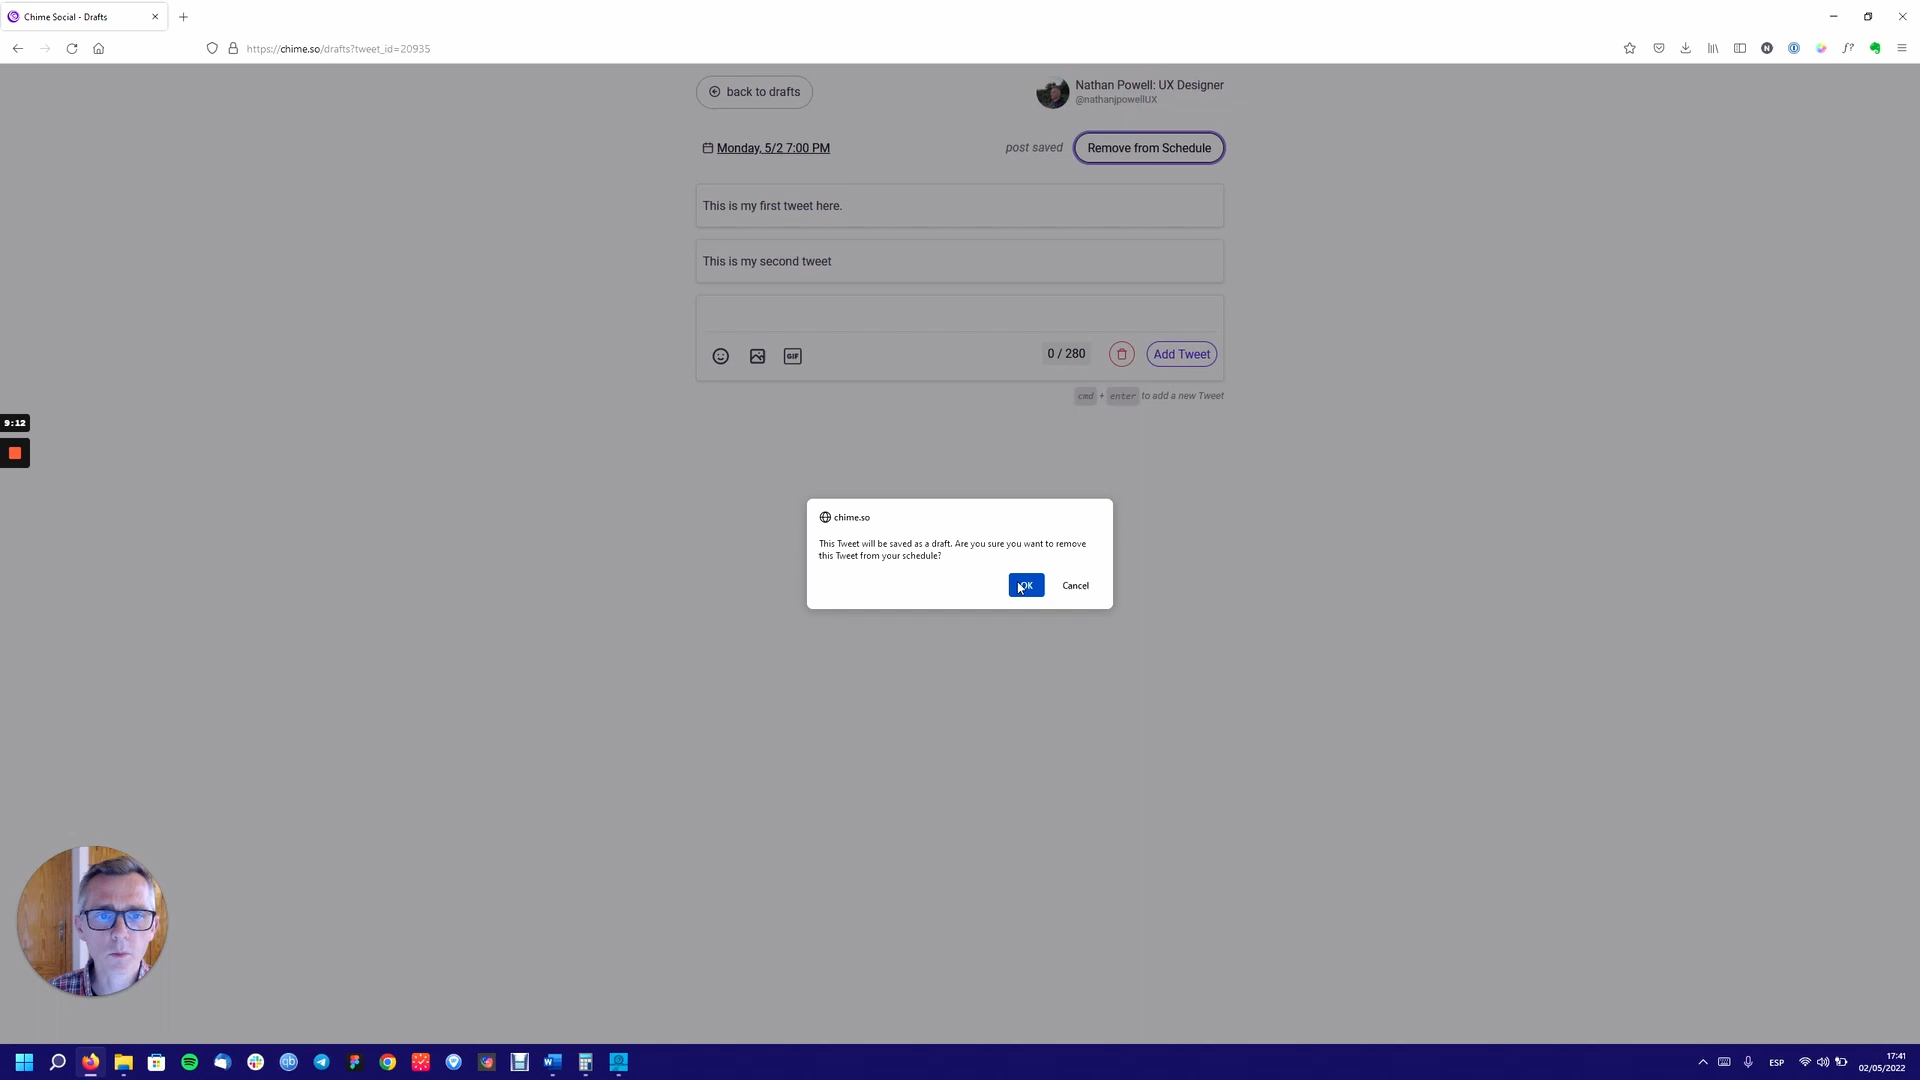 Chime Social - Drafts
https://chime.so/drafts?tweet_id=20935
back to drafts
Nathan Powell: UX Designer
@nathanjpowellUX
Monday, 5/2 7:00 PM
post saved
Remove from Schedule
This is my first tweet here.
This is my second tweet
GIF
0 / 280
Add Tweet
cmd + enter to add a new Tweet
9:12
chime.so
This Tweet will be saved as a draft. Are you sure you want to remove
this Tweet from your schedule?
OK
Cancel
ESP
17:41
02/05/2022